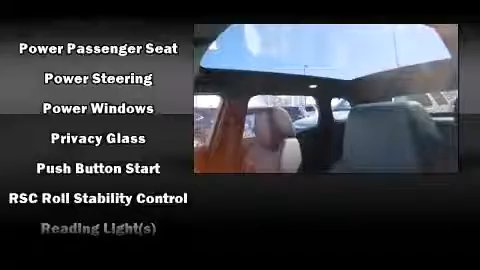 Power Passenger Seat
Power Steering
Power Windows
Privacy Glass
Push Button Start
RSC Roll Stability Control
Reading Light(s)